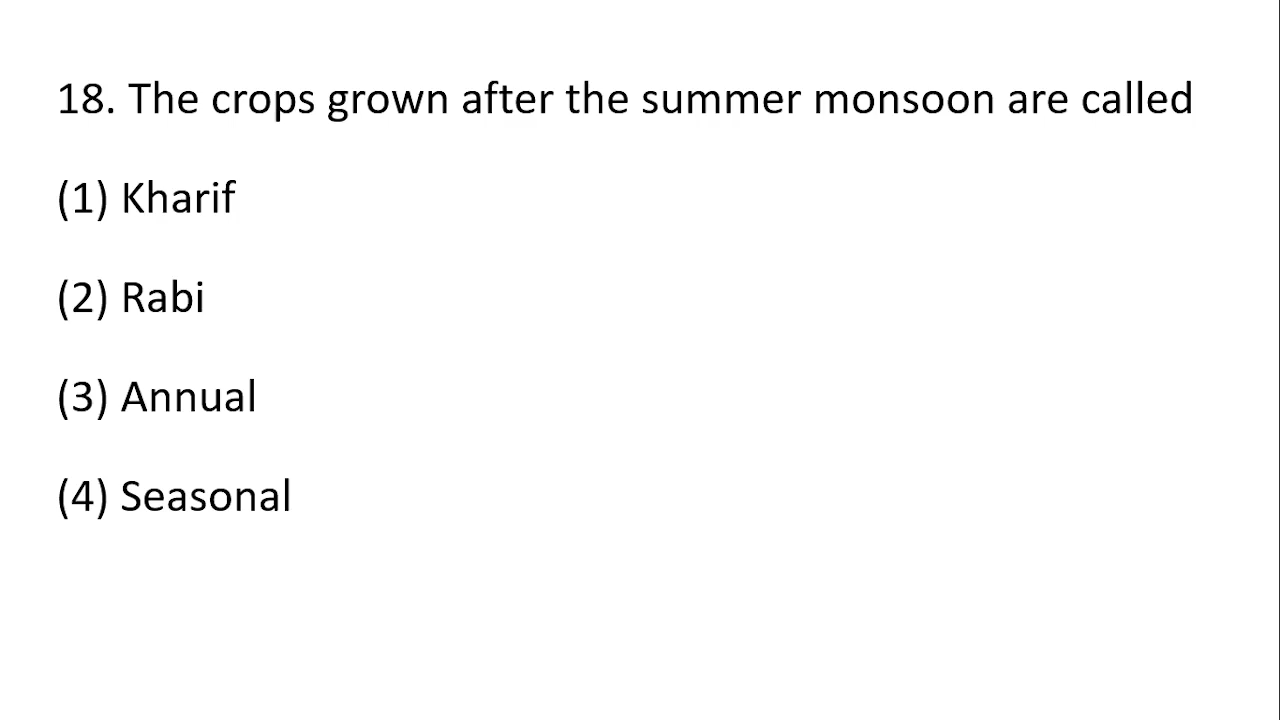 18. The crops grown after the summer monsoon are called
(1) Kharif
(2) Rabi
(3) Annual
(4) Seasonal